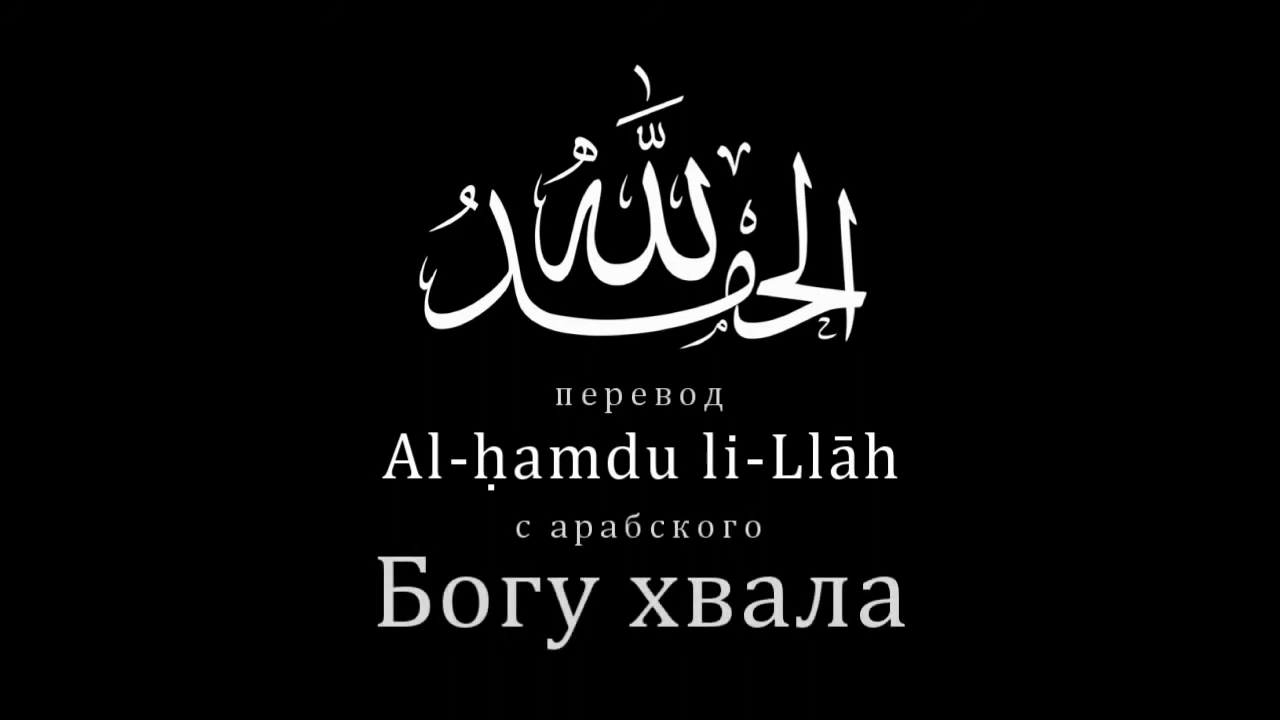 الحمد لله
перевод
Al-ḥamdu li-Llāh
с арабского
Богу хвала